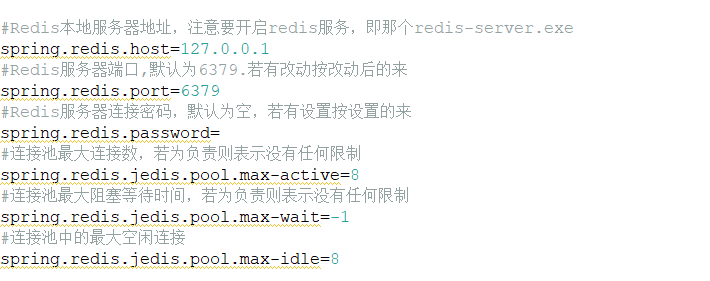 #Redis本地服务器地址，注意要开启redis服务，即那个redis-server.exe
spring.redis.host=127.0.0.1
#Redis服务器端口,默认为6379.若有改动按改动后的来
spring.redis.port=6379
#Redis服务器连接密码，默认为空，若有设置按设置的来
spring.redis.password=
#连接池最大连接数，若为负责则表示没有任何限制
spring.redis.jedis.pool.max-active=8
#连接池最大阻塞等待时间，若为负责则表示没有任何限制
spring.redis.jedis.pool.max-wait=-1
#连接池中的最大空闲连接
spring.redis.jedis.pool.max-idle=8